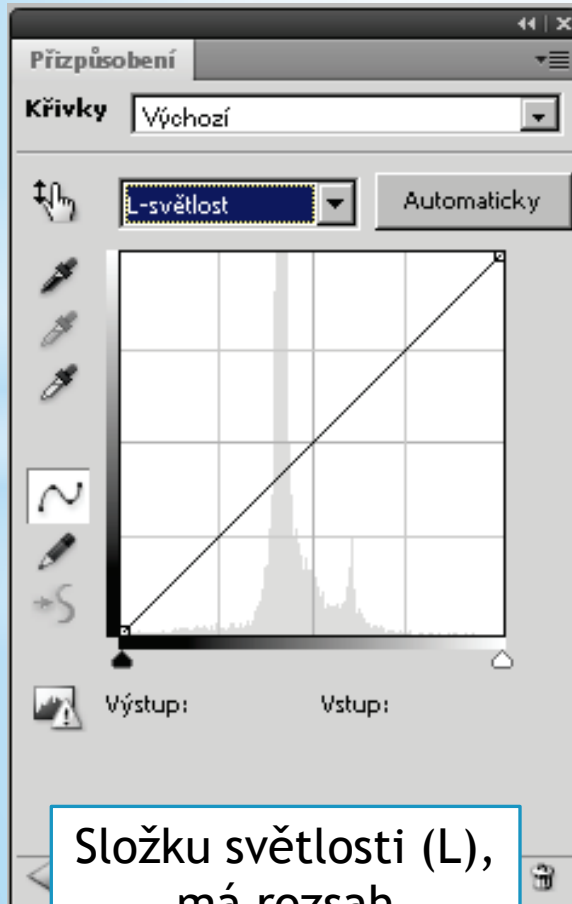 Přizpůsobení
Křivky Výchozí
L-světlost Automaticky
Výstup: Vstup:
Složku světlosti (L),
má rozsah